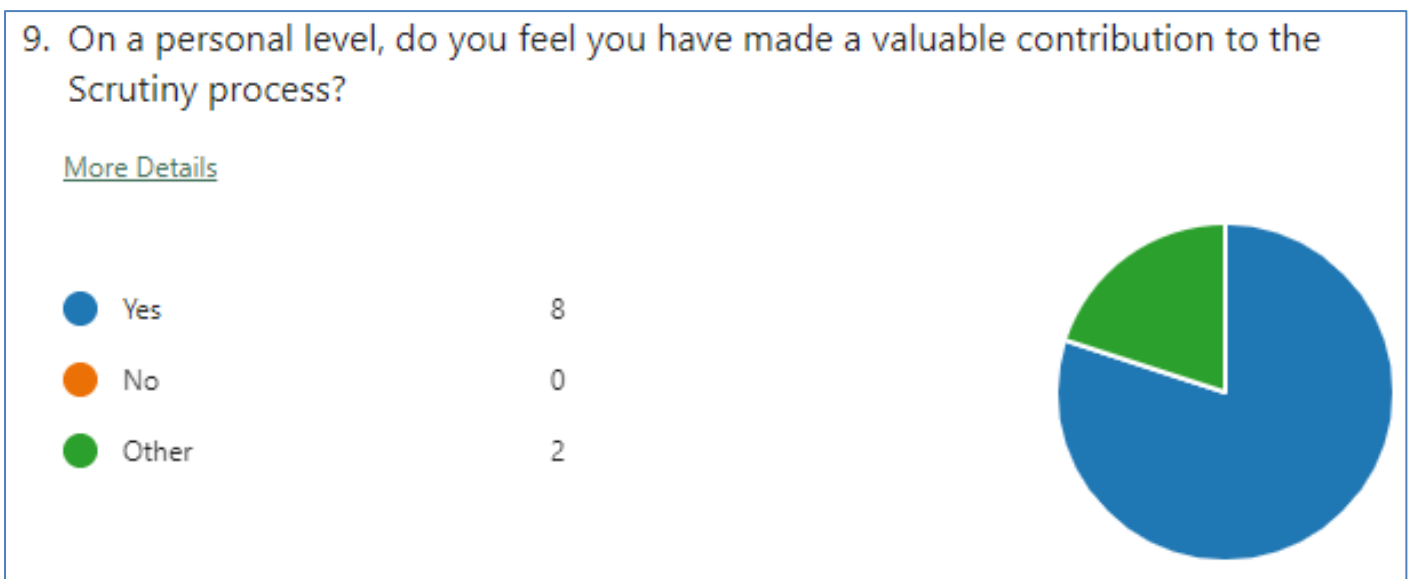 9. On a personal level, do you feel you have made a valuable contribution to the
Scrutiny process?
More Details
Yes 8
No 0
Other 2